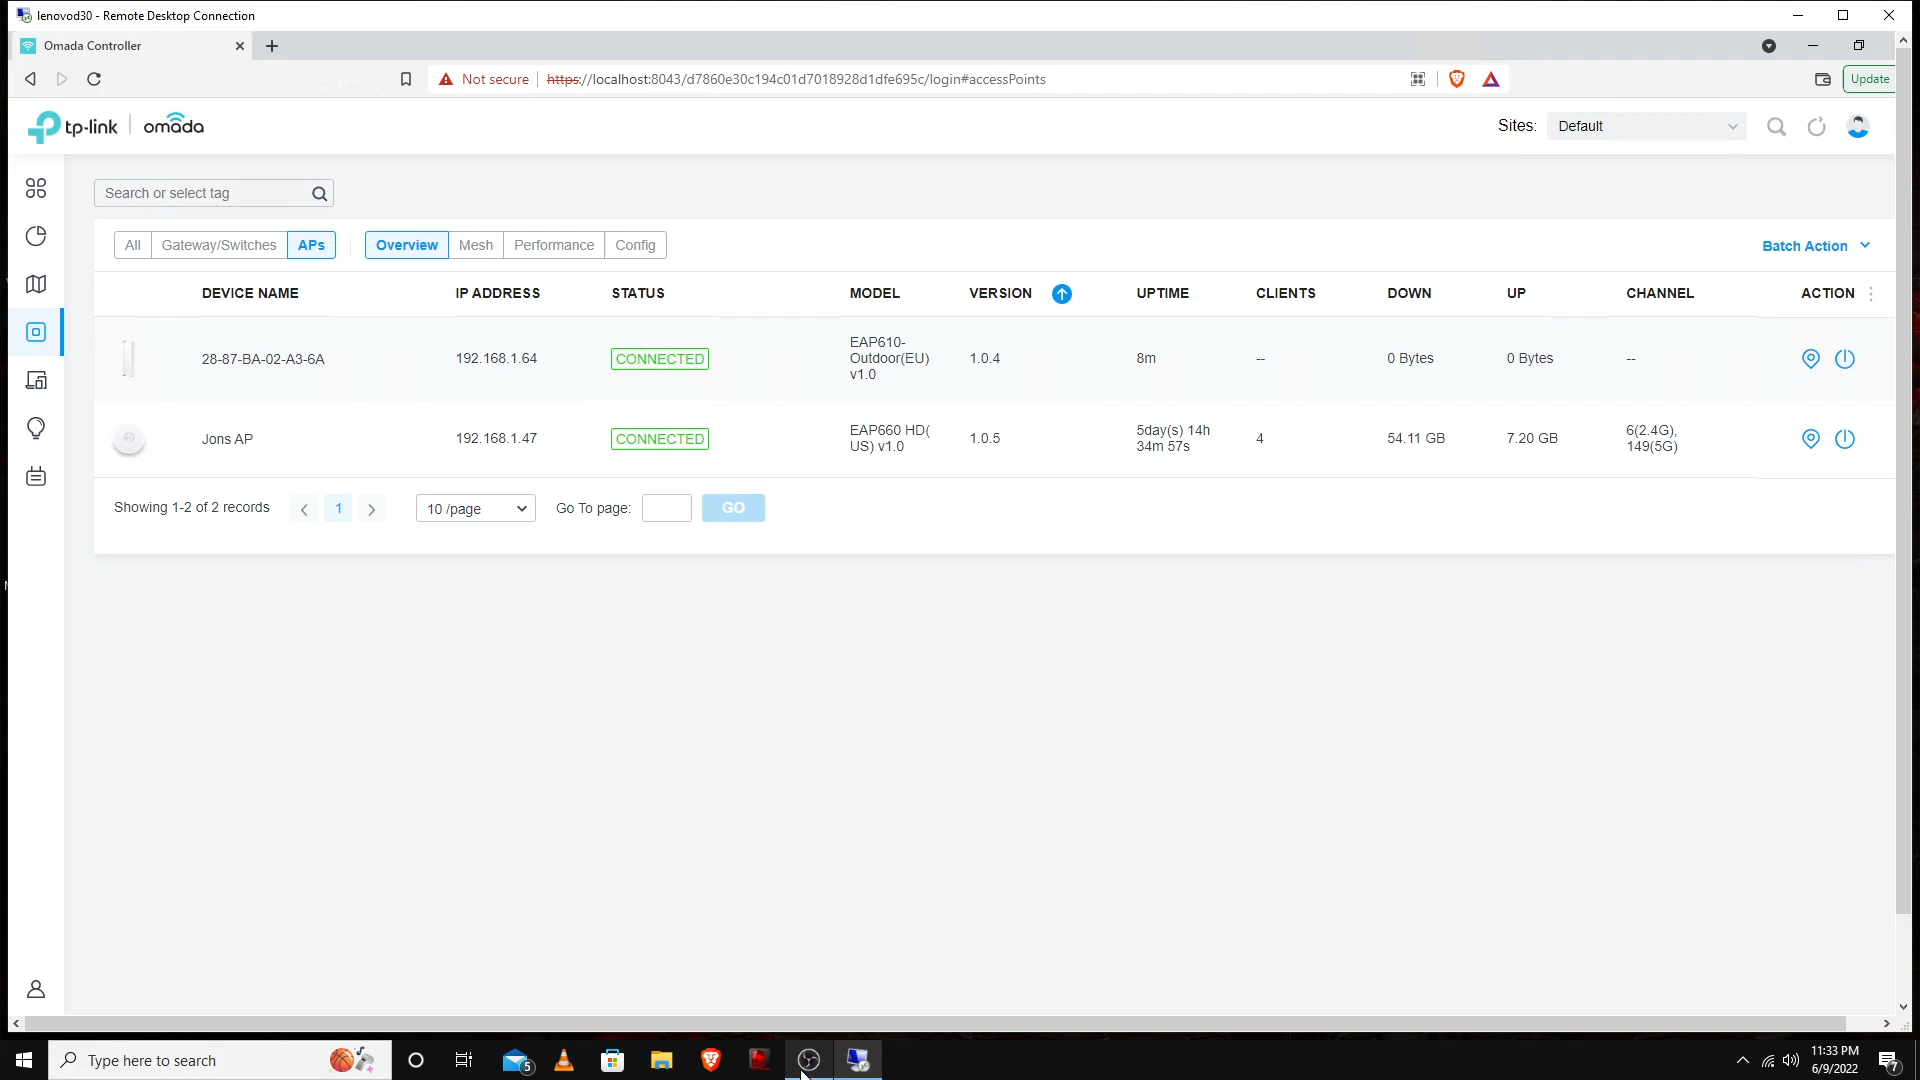 lenovod30 - Remote Desktop Connection
Omada Controller
Not secure https://localhost:8043/d7860e30c194c01d7018928d1dfe695c/login#accessPoints
Update
tp-link | omada
Sites: Default
Search or select tag
All Gateway/Switches APs Overview Mesh Performance Config Batch Action
DEVICE NAME IP ADDRESS STATUS MODEL VERSION UPTIME CLIENTS DOWN UP CHANNEL ACTION
28-87-BA-02-A3-6A 192.168.1.64 CONNECTED EAP610-
Outdoor(EU)
v1.0
1.0.4 8m -- 0 Bytes 0 Bytes --
Jons AP 192.168.1.47 CONNECTED EAP660 HD(
US) v1.0
1.0.5 5day(s) 14h
34m 57s
4 54.11 GB 7.20 GB 6(2.4G),
149(5G)
Showing 1-2 of 2 records 1 10 /page Go To page: GO
Type here to search
5
11:33 PM
6/9/2022
7